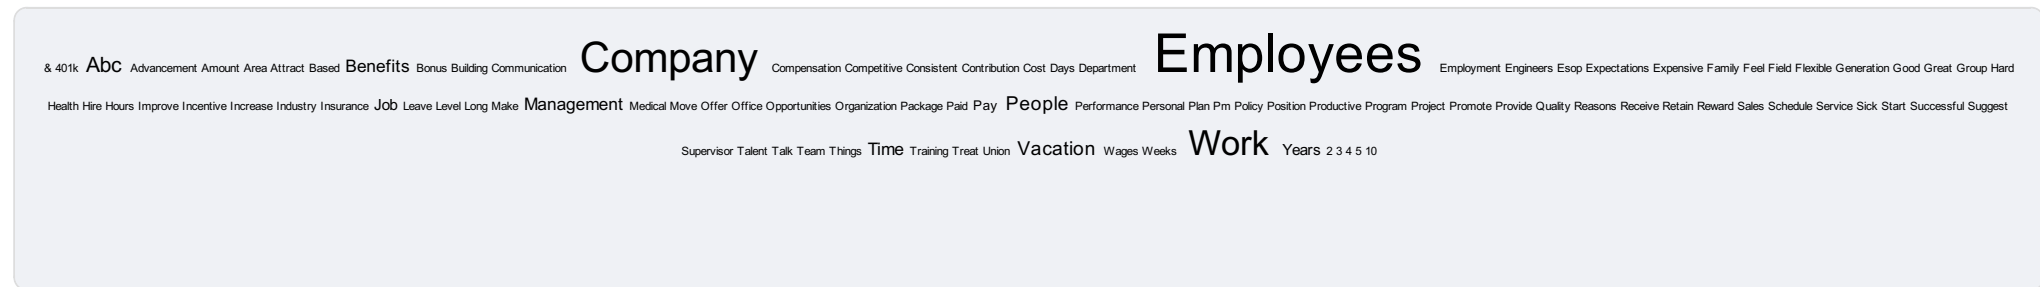 & 401k Abc Advancement Amount Area Attract Based Benefits Bonus Building Communication Company Compensation Competitive Consistent Contribution Cost Days Department Employees Employment Engineers Esop Expectations Expensive Family Feel Field Flexible Generation Good Great Group Hard
Health Hire Hours Improve Incentive Increase Industry Insurance Job Leave Level Long Make Management Medical Move Offer Office Opportunities Organization Package Paid Pay People Performance Personal Plan Pm Policy Position Productive Program Project Promote Provide Quality Reasons Receive Retain Reward Sales Schedule Service Sick Start Successful Suggest
Supervisor Talent Talk Team Things Time Training Treat Union Vacation Wages Weeks Work Years 2 3 4 5 10